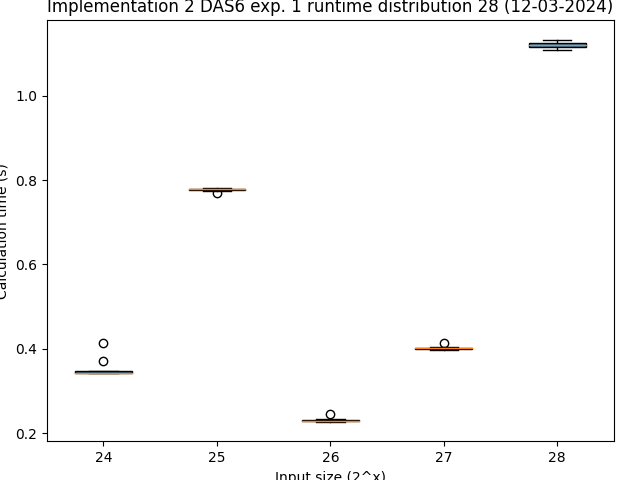 Implementation 2 DAS6 exp. 1 runtime distribution 28 (12-03-2024)
Calculation time (s)
1.0
0.8
0.6
0.4
0.2
24 25 26 27 28
Input size (2^x)